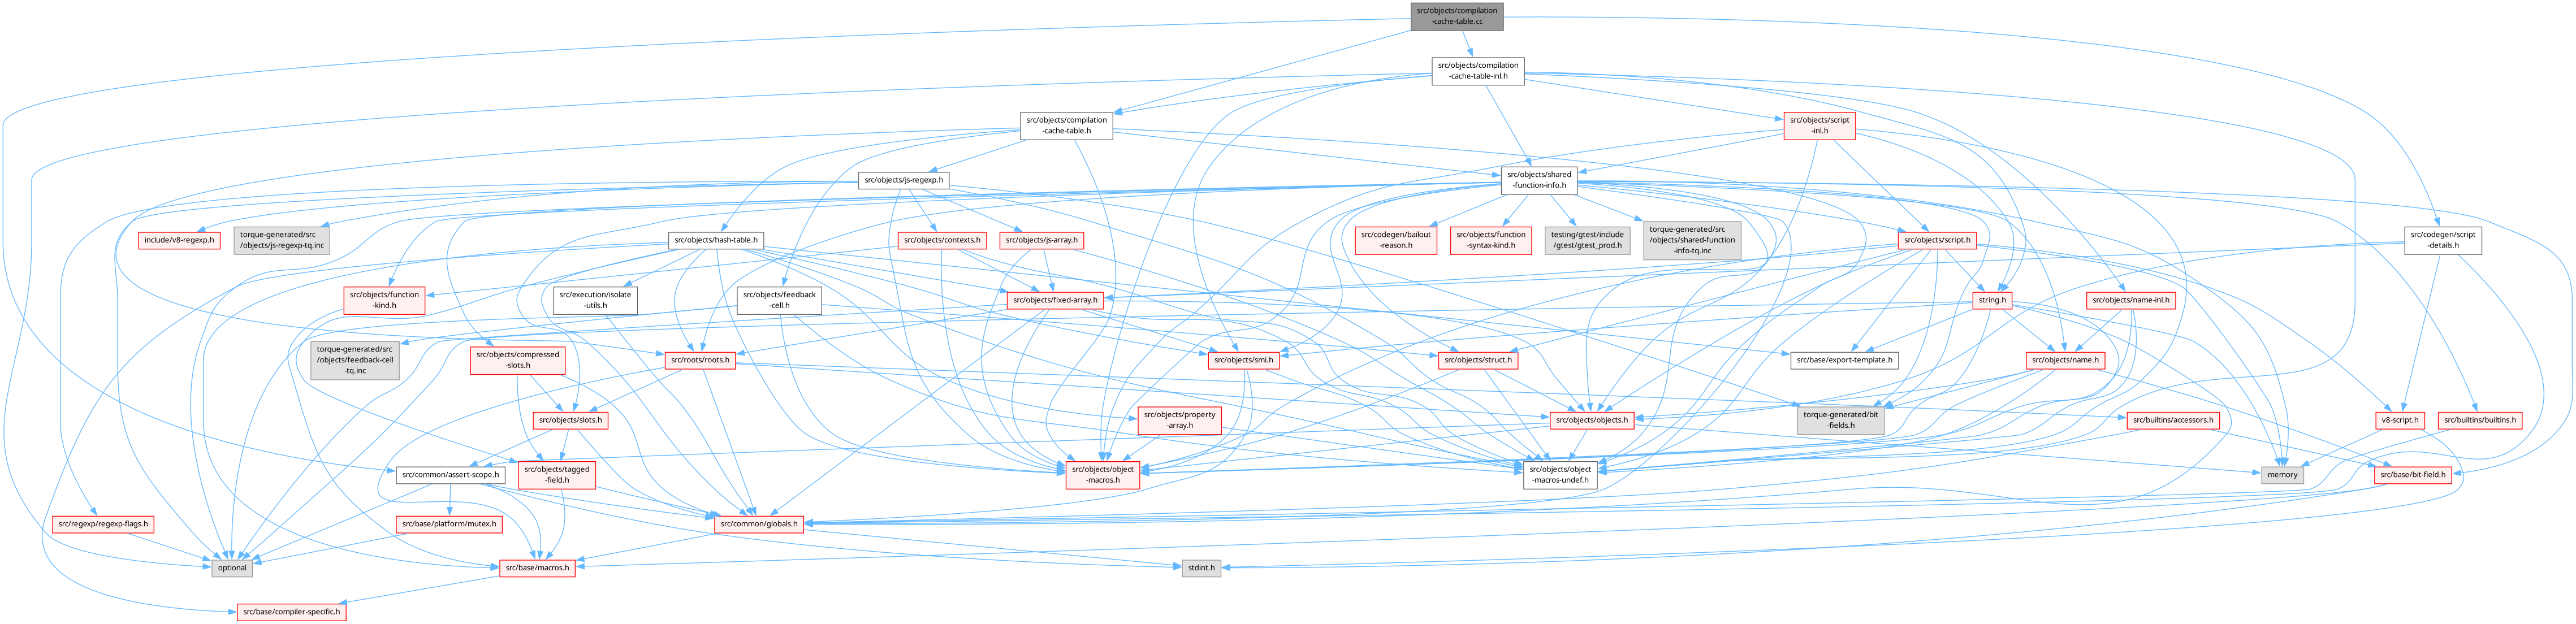 src/objects/compilation
-cache-table.cc
src/objects/compilation
-cache-table-inl.h
src/objects/compilation
-cache-table.h
src/objects/script
-inl.h
src/objects/js-regexp.h
src/objects/shared
-function-info.h
include/v8-regexp.h
torque-generated/src
/objects/js-regexp-tq.inc
src/objects/hash-table.h
src/objects/contexts.h
src/objects/js-array.h
src/codegen/bailout
-reason.h
src/objects/function
-syntax-kind.h
testing/gtest/include
/gtest/gtest_prod.h
torque-generated/src
/objects/shared-function
-info-tq.inc
src/objects/script.h
src/codegen/script
-details.h
src/objects/function
-kind.h
src/execution/isolate
-utils.h
src/objects/feedback
-cell.h
src/objects/fixed-array.h
string.h
src/objects/name-inl.h
torque-generated/src
/objects/feedback-cell
-tq.inc
src/objects/compressed
-slots.h
src/roots/roots.h
src/objects/smi.h
src/objects/struct.h
src/base/export-template.h
src/objects/name.h
src/objects/slots.h
src/objects/property
-array.h
src/objects/objects.h
torque-generated/bit
-fields.h
src/builtins/accessors.h
v8-script.h
src/builtins/builtins.h
src/common/assert-scope.h
src/objects/tagged
-field.h
src/objects/object
-macros.h
src/objects/object
-macros-undef.h
memory
src/base/bit-field.h
src/regexp/regexp-flags.h
src/base/platform/mutex.h
src/common/globals.h
optional
src/base/macros.h
stdint.h
src/base/compiler-specific.h